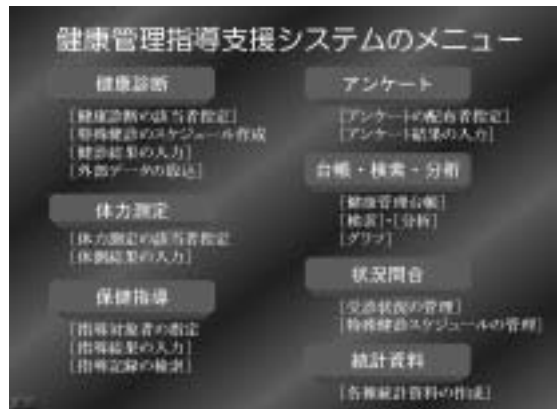 健康管理指導支援システムのメニュー
健康診断
[健康診断の該当者指定]
[特殊健診のスケジュール作成
[健診結果の入力]
[外部データの取込]
体力測定
[体力測定の該当者指定
[体測結果の入力]
保健指導
[指導対象者の指定
[指導結果の入力]
[指導記録の検索]
アンケート
[アンケートの配布者指定]
[アンケート結果の入力]
台帳・検索・分析
[健康管理台帳]
[検索]・[分析]
[グラフ]
状況問合
[受診状況の管理]
[特殊健診スケジュールの管理]
統計資料
[各種統計資料の作成]